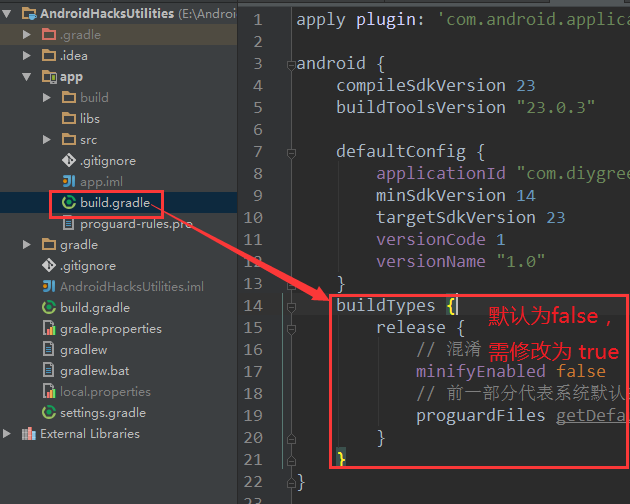 AndroidHacksUtilities (E:\Android
.gradle
.idea
app
build
libs
src
.gitignore
app.iml
build.gradle
proguard-rules.pro
gradle
.gitignore
AndroidHacksUtilities.iml
build.gradle
gradle.properties
gradlew
gradlew.bat
local.properties
settings.gradle
External Libraries
1 apply plugin: 'com.android.applica
2
3 android {
4 compileSdkVersion 23
5 buildToolsVersion "23.0.3"
6
7 defaultConfig {
8 applicationId "com.diygree
9 minSdkVersion 14
10 targetSdkVersion 23
11 versionCode 1
12 versionName "1.0"
13 }
14 buildTypes {
15 release {
16 // 混淆
17 minifyEnabled false
18 // 前一部分代表系统默认
19 proguardFiles getDefa
20 }
21 }
22 }
23
默认为false，
需修改为 true